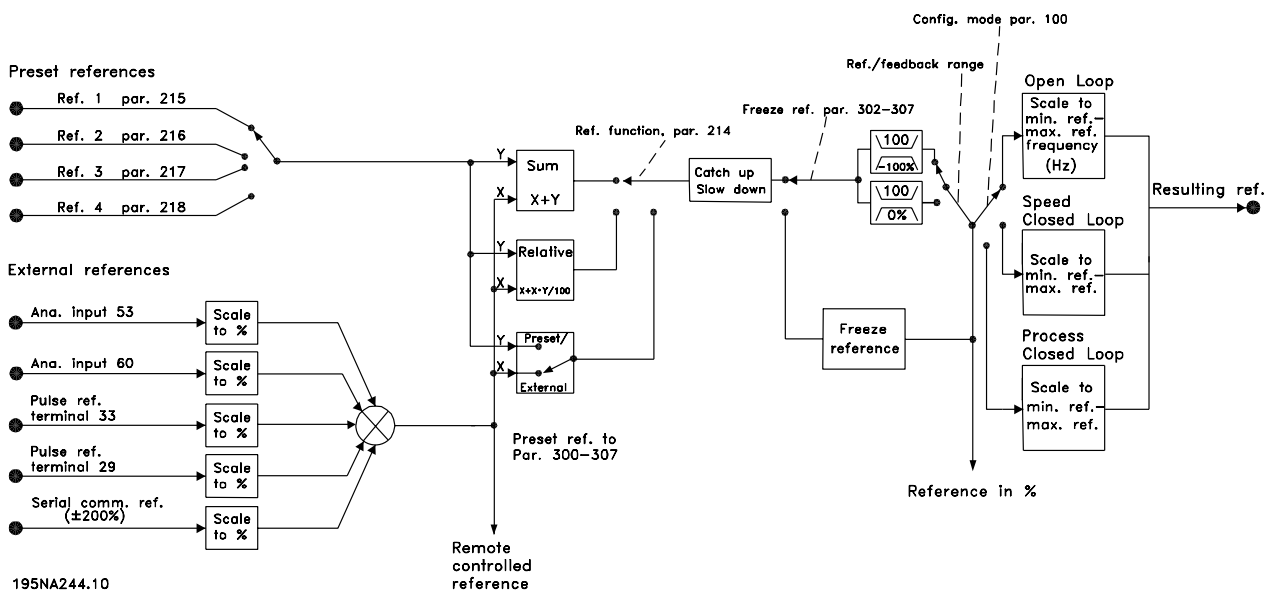 Config. mode par. 100
Ref./feedback range
Preset references
Ref. 1 par. 215
Ref. 2 par. 216
Ref. 3 par. 217
Ref. 4 par. 218
External references
Ana. input 53
Ana. input 60
Pulse ref.
terminal 33
Pulse ref.
terminal 29
Serial comm. ref.
(±200%)
Scale
to %
Scale
to %
Scale
to %
Scale
to %
Scale
to %
Y
Sum
X
X+Y
Y
Relative
X
X+X·Y/100
Y
Preset/
X
External
Preset ref. to
Par. 300-307
Remote
controlled
reference
Ref. function, par. 214
Catch up
Slow down
Freeze ref. par. 302-307
100
-100%
100
0%
Freeze
reference
Reference in %
Open Loop
Scale to
min. ref.-
max. ref.
frequency
(Hz)
Speed
Closed Loop
Scale to
min. ref.-
max. ref.
Process
Closed Loop
Scale to
min. ref.-
max. ref.
Resulting ref.
195NA244.10